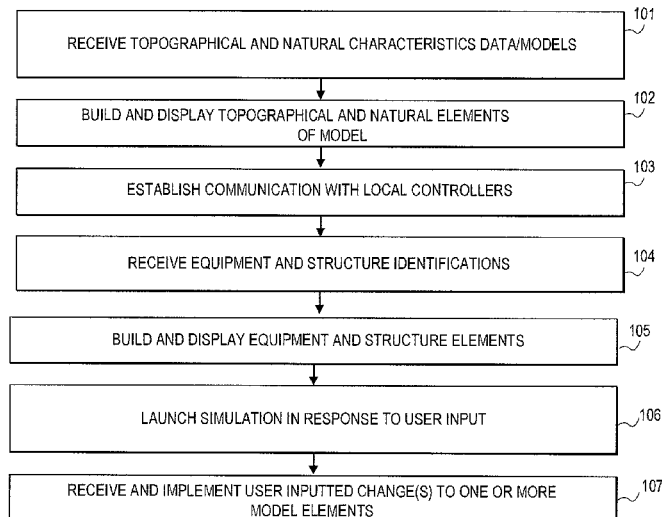 101
RECEIVE TOPOGRAPHICAL AND NATURAL CHARACTERISTICS DATA/MODELS
102
BUILD AND DISPLAY TOPOGRAPHICAL AND NATURAL ELEMENTS
OF MODEL
103
ESTABLISH COMMUNICATION WITH LOCAL CONTROLLERS
104
RECEIVE EQUIPMENT AND STRUCTURE IDENTIFICATIONS
105
BUILD AND DISPLAY EQUIPMENT AND STRUCTURE ELEMENTS
106
LAUNCH SIMULATION IN RESPONSE TO USER INPUT
107
RECEIVE AND IMPLEMENT USER INPUTTED CHANGE(S) TO ONE OR MORE
MODEL ELEMENTS